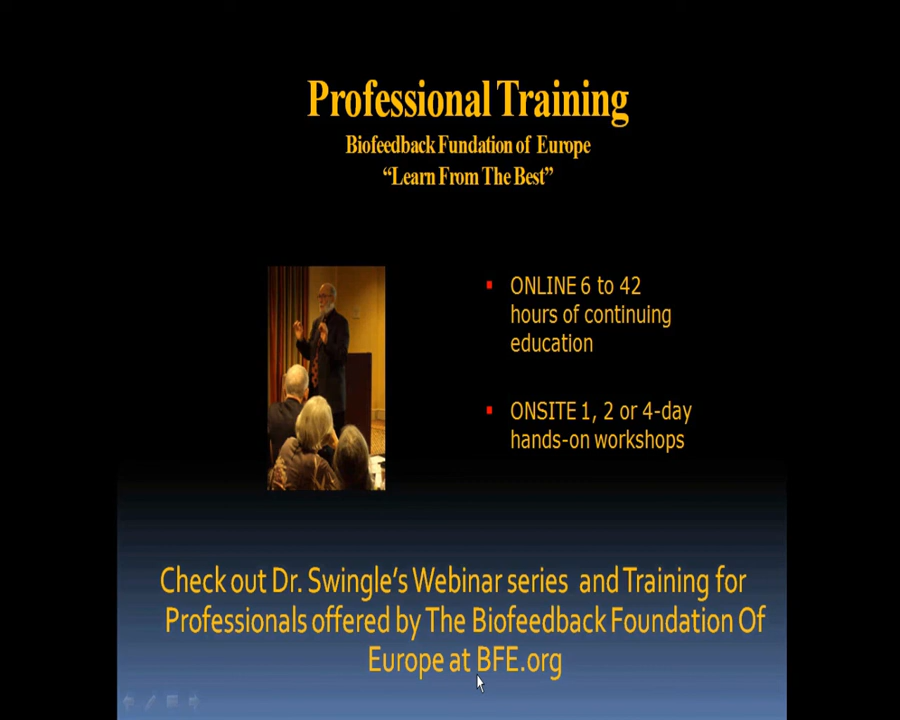 Professional Training
Biofeedback Fundation of Europe
“Learn From The Best”
▪ ONLINE 6 to 42
hours of continuing
education
▪ ONSITE 1, 2 or 4-day
hands-on workshops
Check out Dr. Swingle’s Webinar series and Training for
Professionals offered by The Biofeedback Foundation Of
Europe at BFE.org